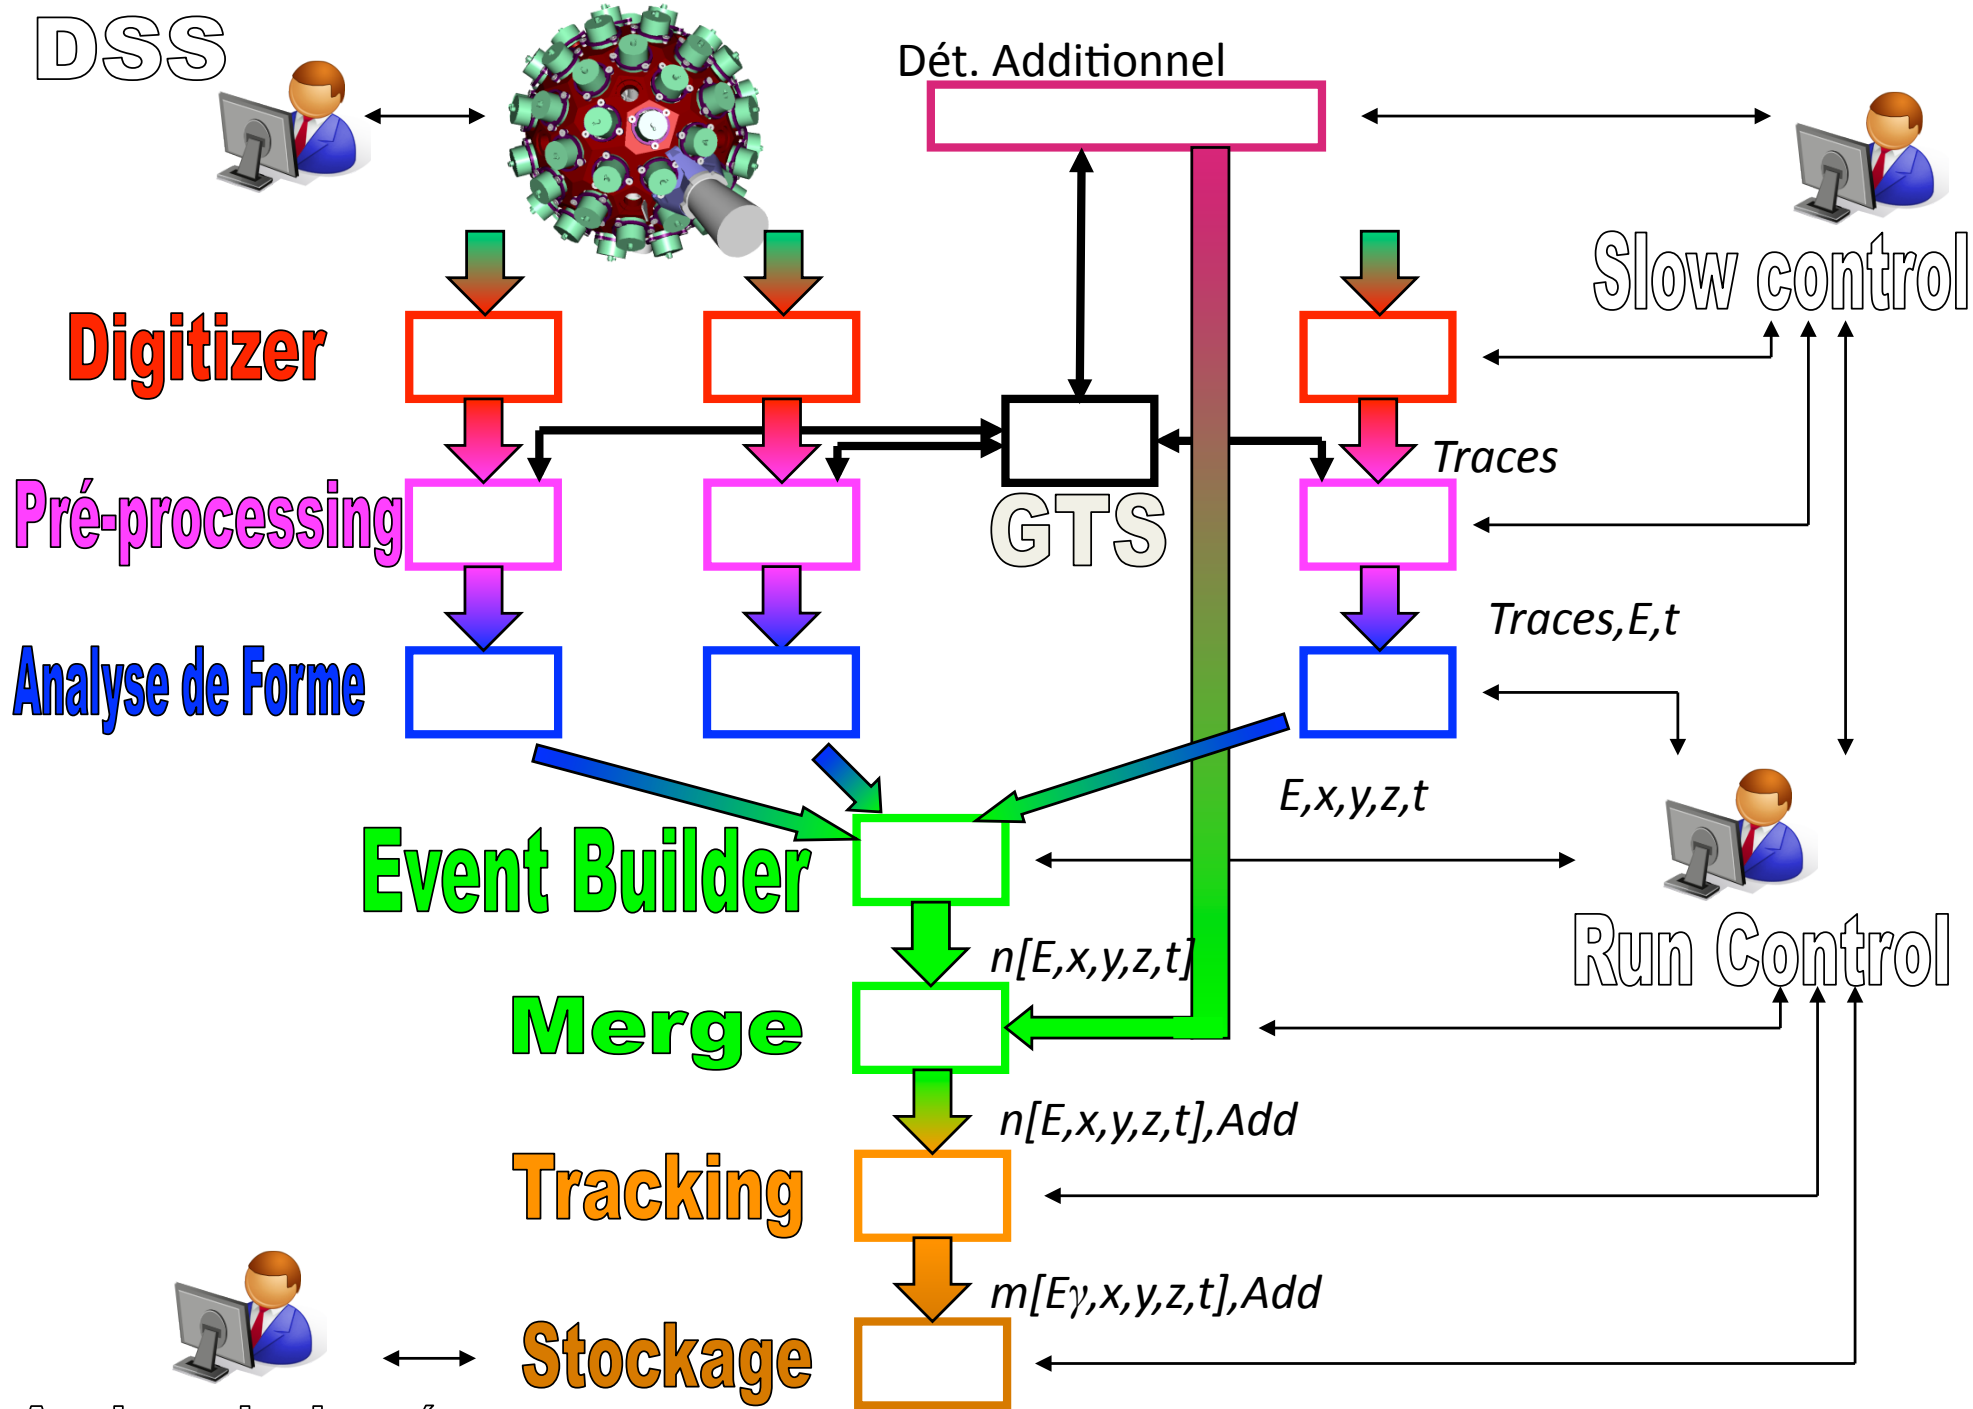 DSS
Dét. Additionnel
Slow control
Digitizer
Traces
Pré-processing
GTS
Traces,E,t
Analyse de Forme
E,x,y,z,t
Event Builder
Run Control
n[E,x,y,z,t]
Merge
n[E,x,y,z,t],Add
Tracking
m[Eγ,x,y,z,t],Add
Stockage